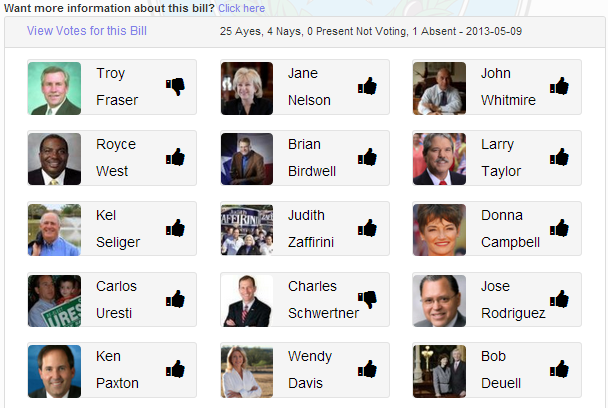 Want more information about this bill? Click here
View Votes for this Bill 25 Ayes, 4 Nays, 0 Present Not Voting, 1 Absent - 2013-05-09
Troy Fraser
Jane Nelson
John Whitmire
Royce West
Brian Birdwell
Larry Taylor
Kel Seliger
Judith Zaffirini
Donna Campbell
Carlos Uresti
Charles Schwertner
Jose Rodriguez
Ken Paxton
Wendy Davis
Bob Deuell
ZAFFIRINI
URES